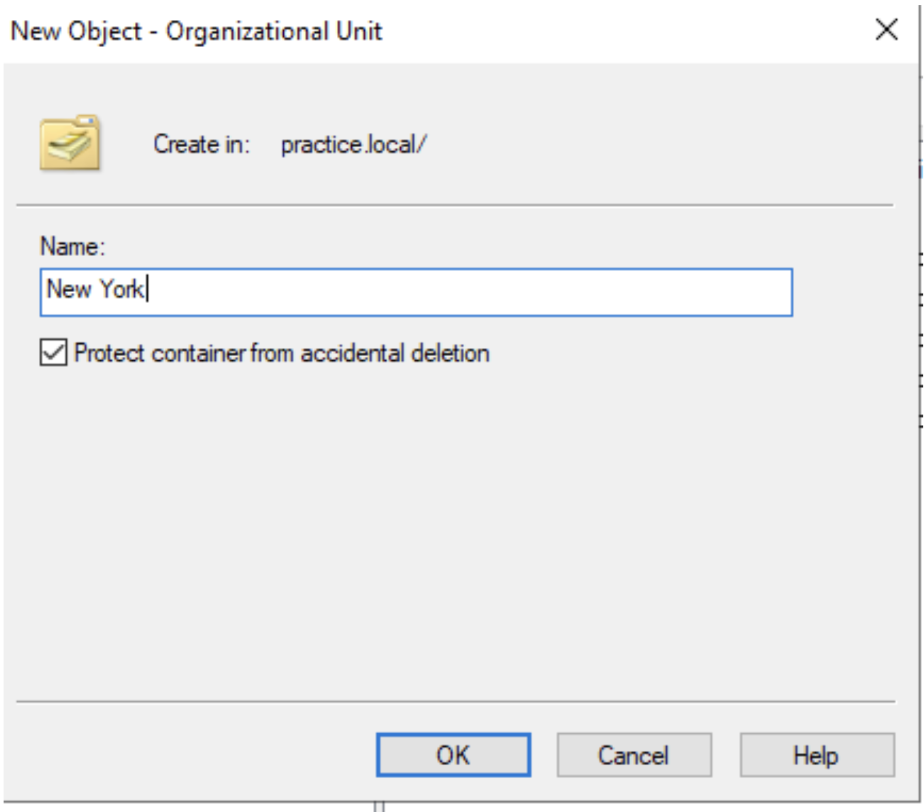 New Object - Organizational Unit
Create in: practice.local/
Name:
New York
Protect container from accidental deletion
OK Cancel Help